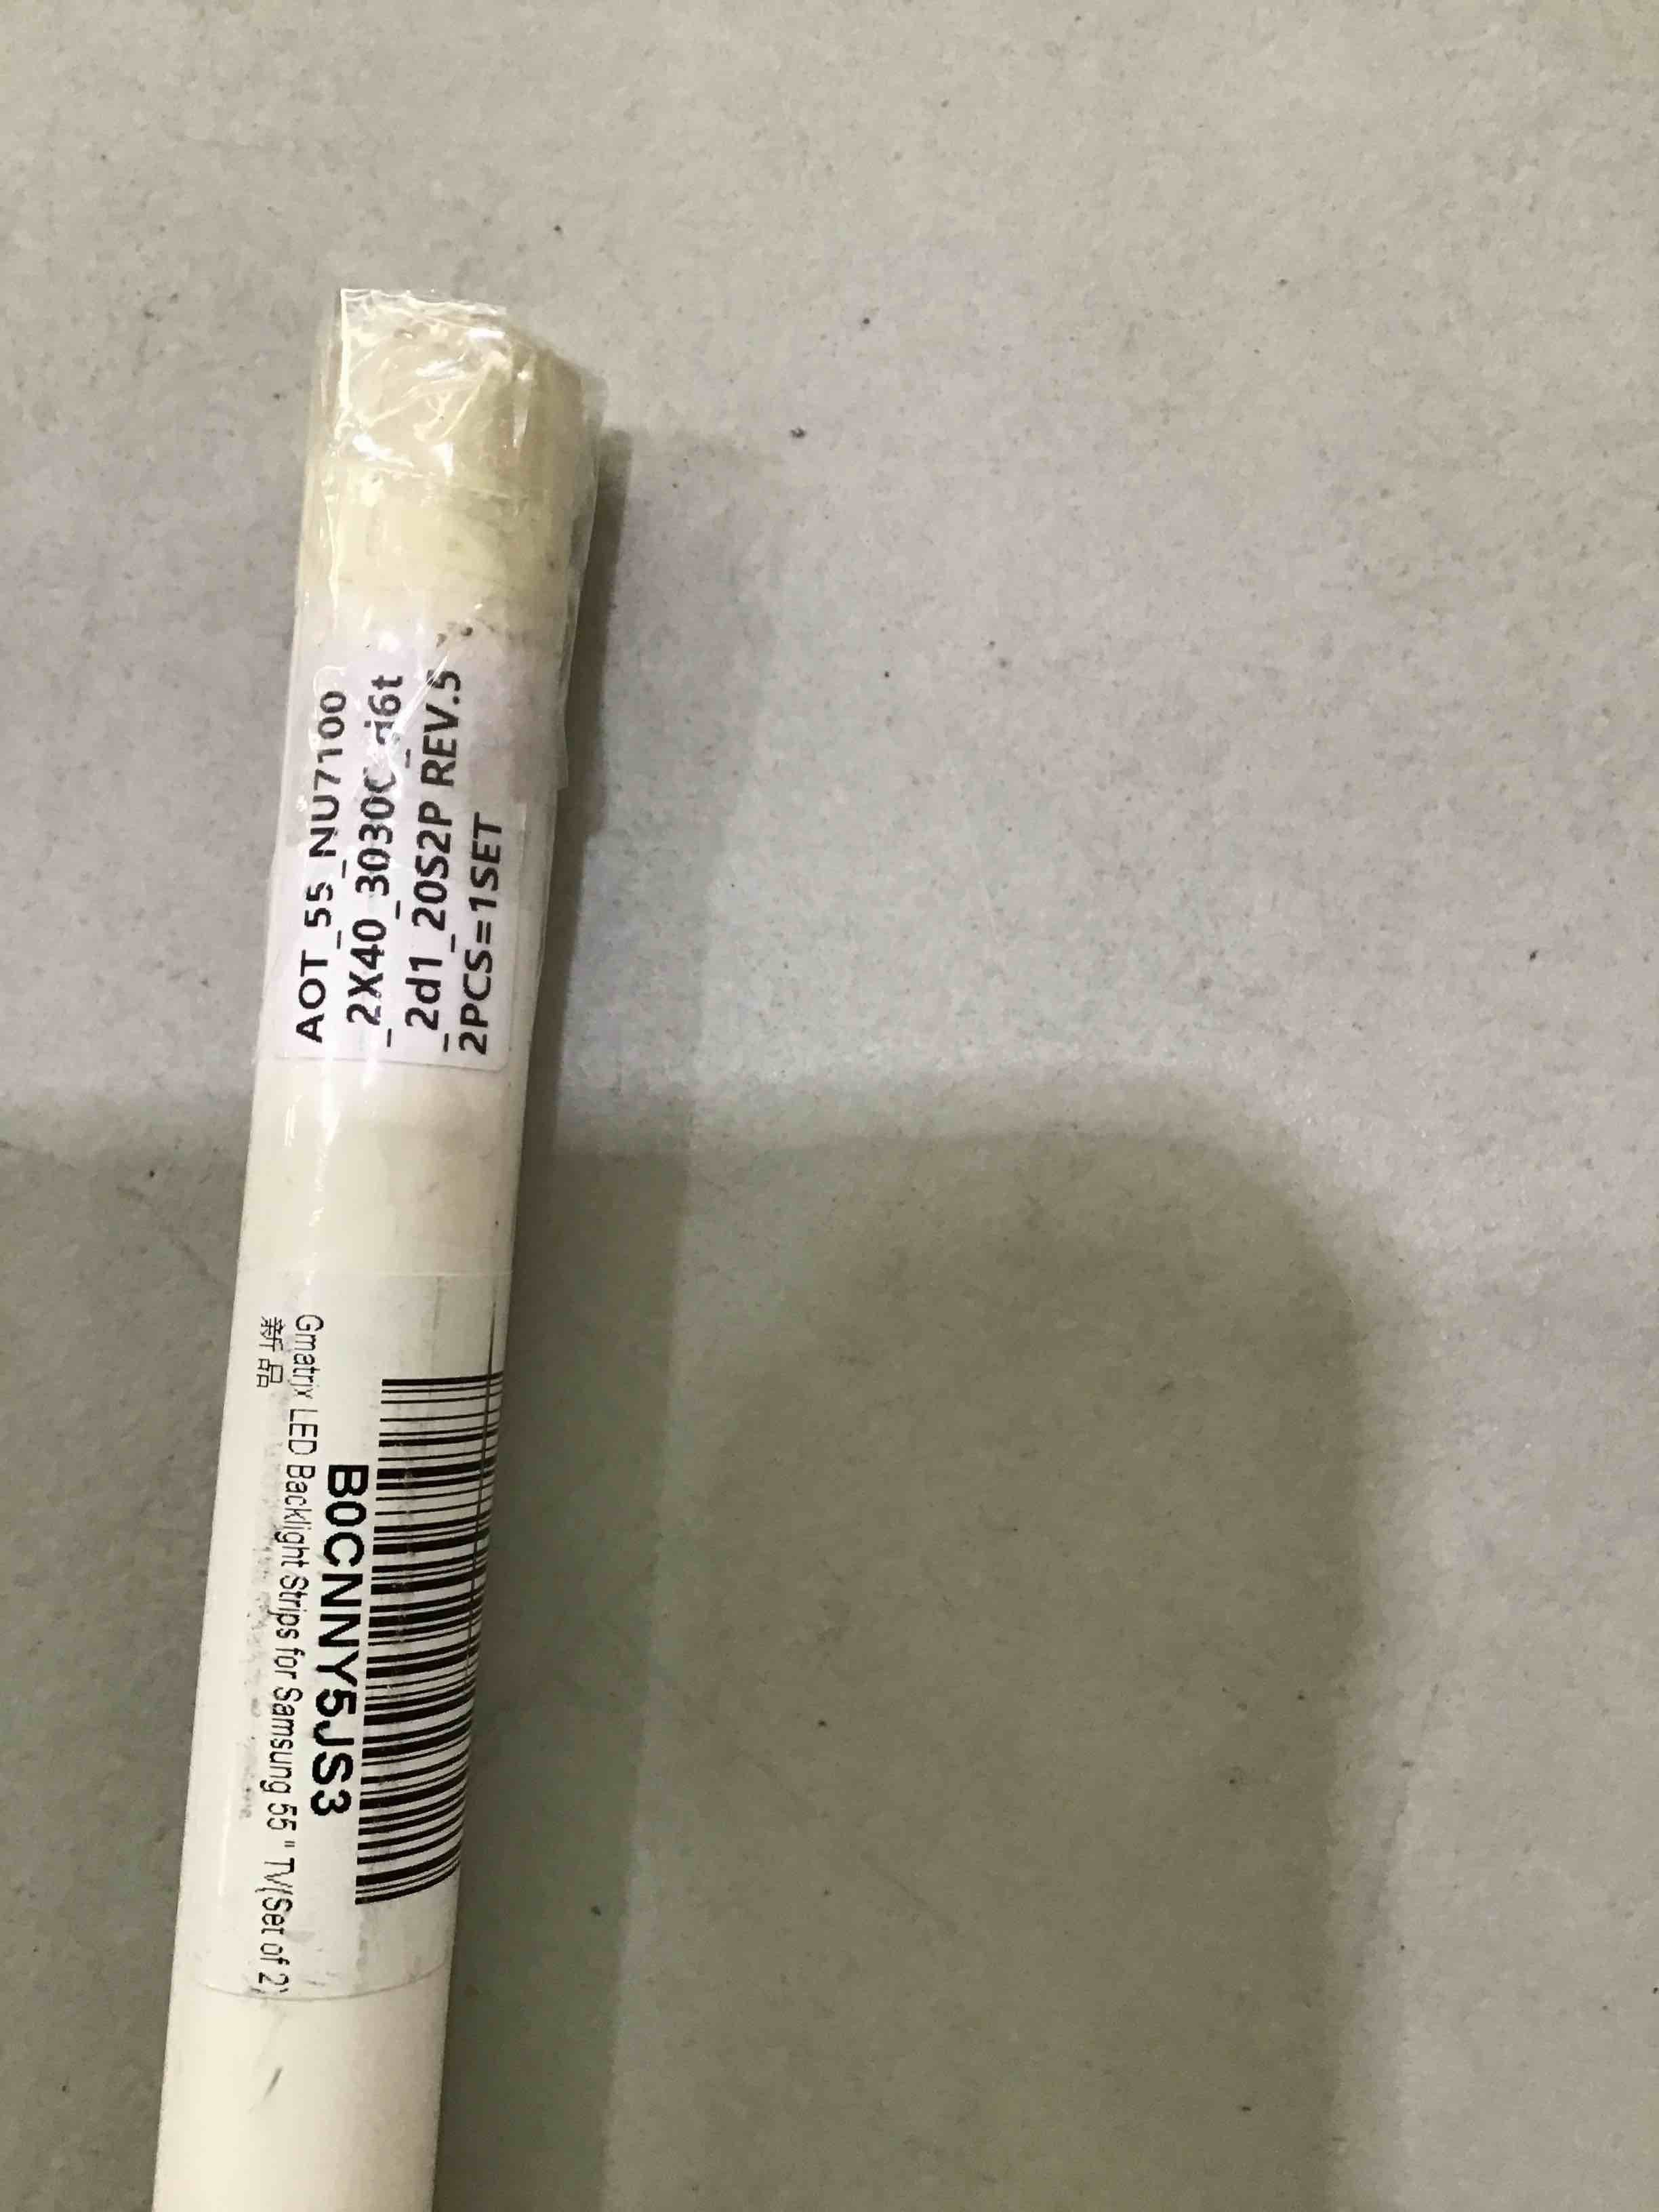 AOT_55_NU7100
_2X40_3030C_d6t
_2d1_20S2P REV.5
2PCS=1SET
B0CNNY5JS3
Gmatrix LED Backlight Strips for Samsung 55 " TV(Set of 2)
新品